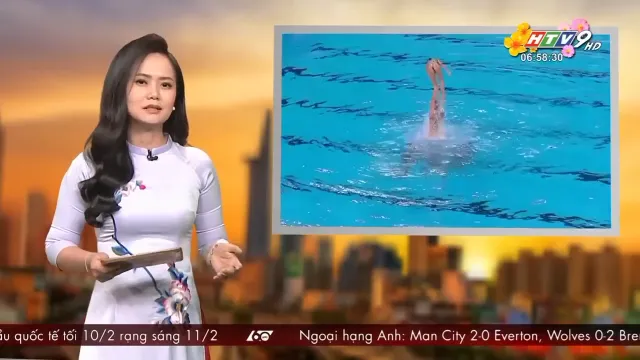 HTV9 HD
06:58:30
ầu quốc tế tối 10/2 rạng sáng 11/2 60 Ngoại hạng Anh: Man City 2-0 Everton, Wolves 0-2 Bre